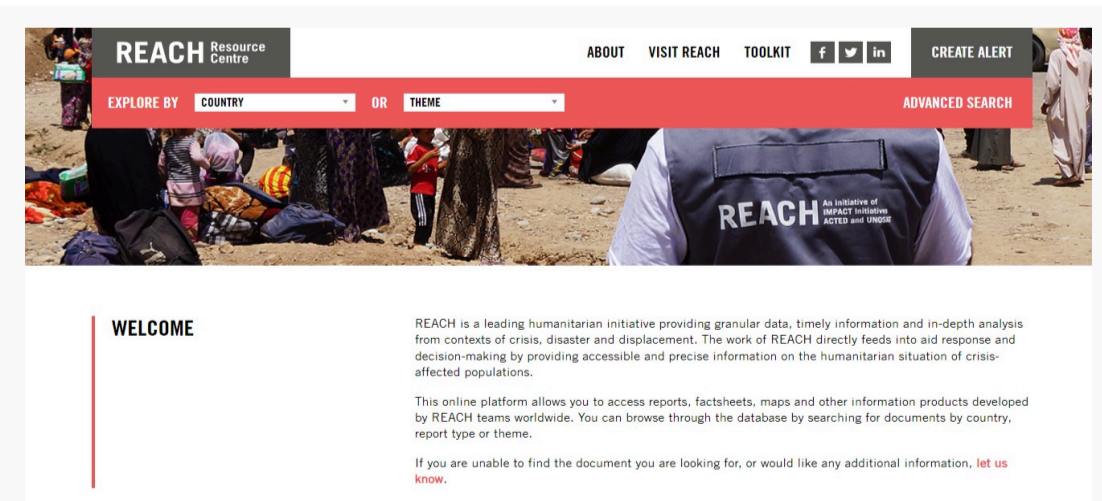 REACH Resource Centre
ABOUT VISIT REACH TOOLKIT f in CREATE ALERT
EXPLORE BY COUNTRY OR THEME ADVANCED SEARCH
REACH An initiative of
IMPACT Initiatives
ACTED and UNOSAT
WELCOME
REACH is a leading humanitarian initiative providing granular data, timely information and in-depth analysis
from contexts of crisis, disaster and displacement. The work of REACH directly feeds into aid response and
decision-making by providing accessible and precise information on the humanitarian situation of crisis-
affected populations.
This online platform allows you to access reports, factsheets, maps and other information products developed
by REACH teams worldwide. You can browse through the database by searching for documents by country,
report type or theme.
If you are unable to find the document you are looking for, or would like any additional information, let us
know.